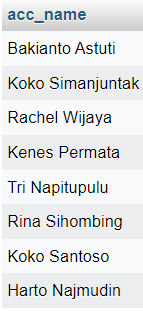 acc_name
Bakianto Astuti
Koko Simanjuntak
Rachel Wijaya
Kenes Permata
Tri Napitupulu
Rina Sihombing
Koko Santoso
Harto Najmudin